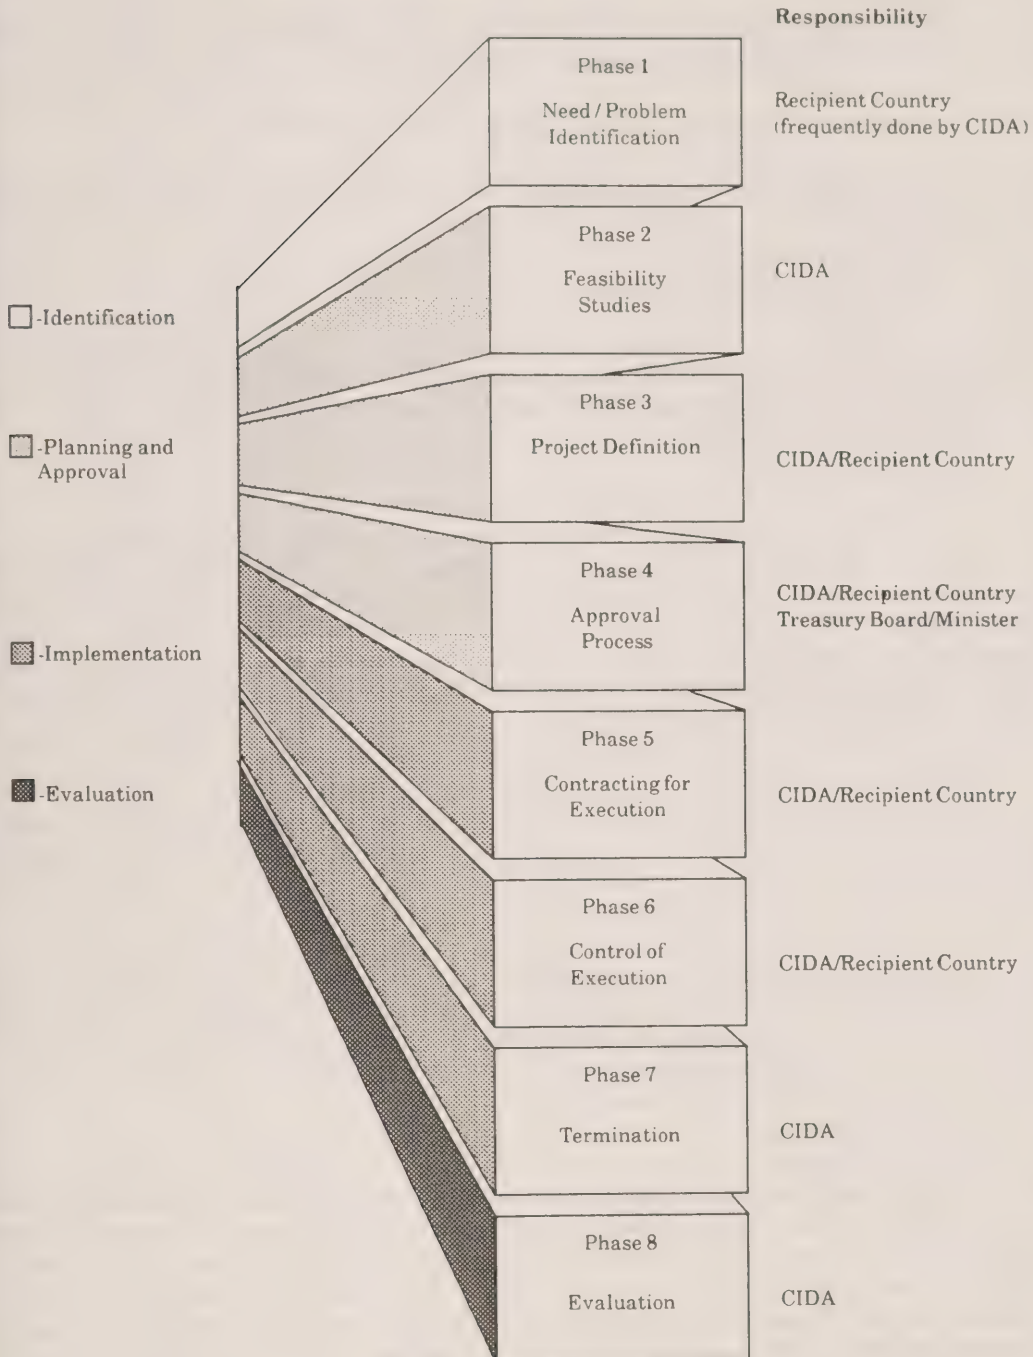 Responsibility
Phase 1
Need / Problem
Identification
Recipient Country
(frequently done by CIDA)
Phase 2
Feasibility
Studies
CIDA
-Identification
Phase 3
Project Definition
CIDA/Recipient Country
-Planning and
Approval
Phase 4
Approval
Process
CIDA/Recipient Country
Treasury Board/Minister
-Implementation
Phase 5
Contracting for
Execution
CIDA/Recipient Country
-Evaluation
Phase 6
Control of
Execution
CIDA/Recipient Country
Phase 7
Termination
CIDA
Phase 8
Evaluation
CIDA